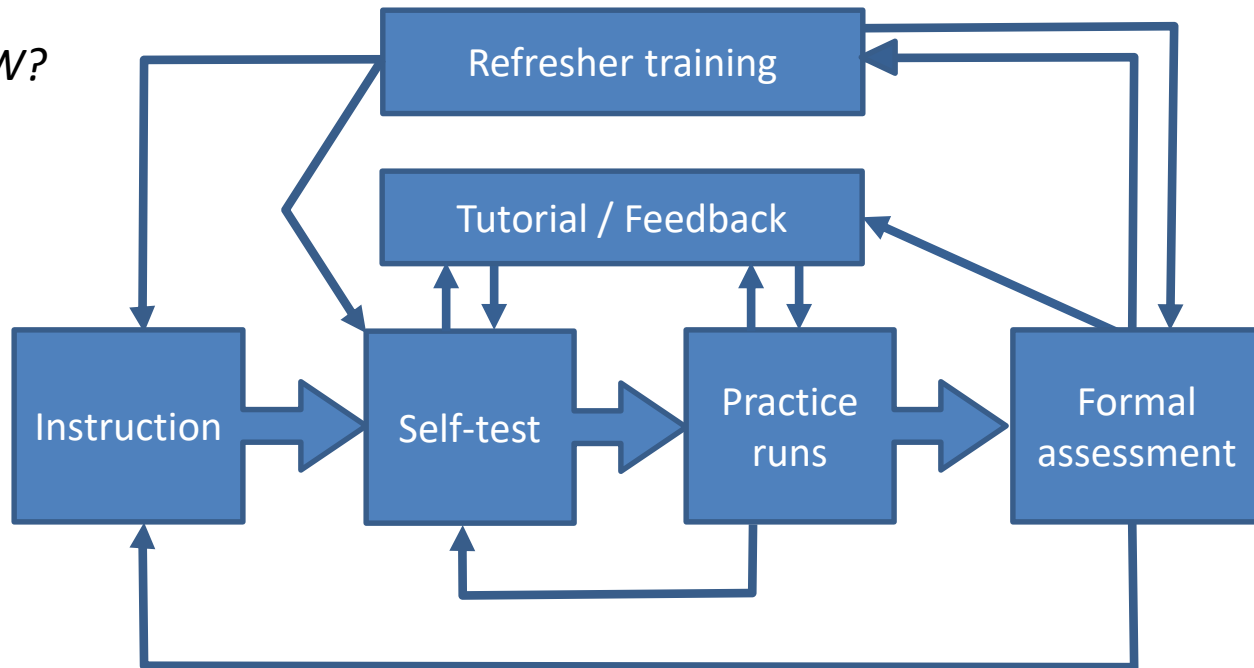 W?
Refresher training
Tutorial / Feedback
Instruction
Self-test
Practice
runs
Formal
assessment